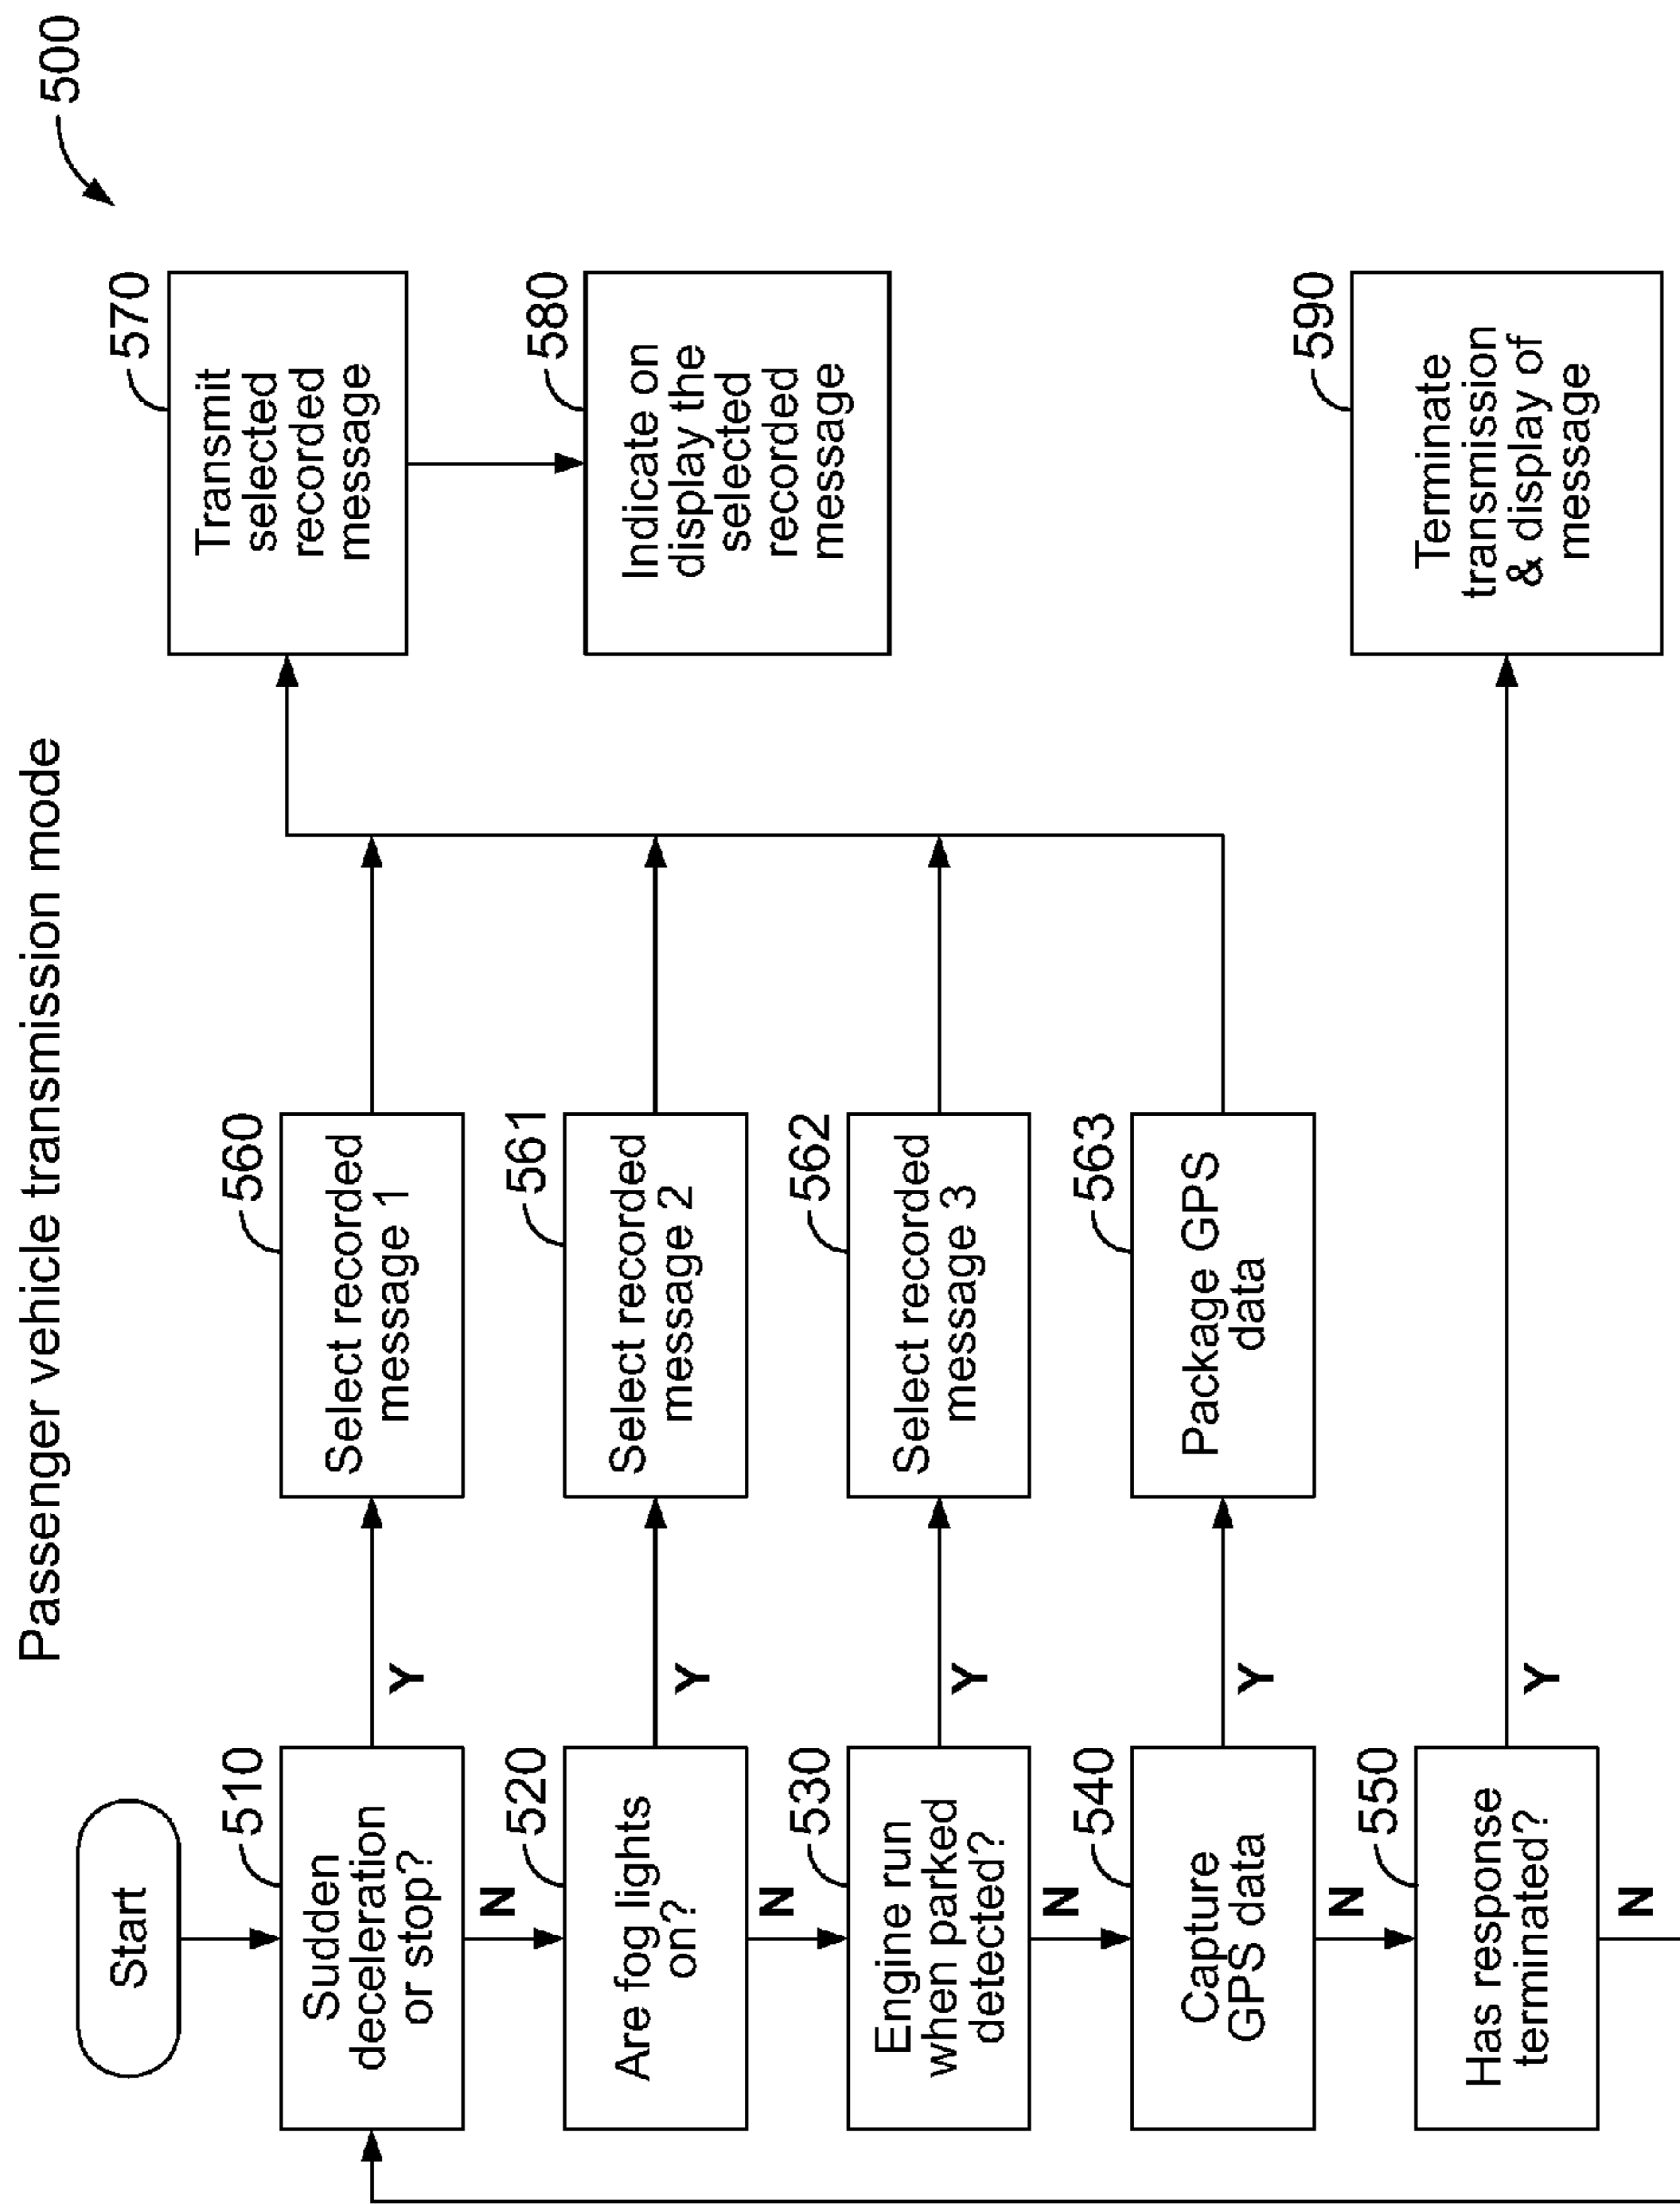 Passenger vehicle transmission mode
500
Start
510
Sudden
deceleration
or stop?
Y
N
560
Select recorded
message 1
570
Transmit
selected
recorded
message
520
Are fog lights
on?
Y
N
561
Select recorded
message 2
580
Indicate on
display the
selected
recorded
message
530
Engine run
when parked
detected?
Y
N
562
Select recorded
message 3
540
Capture
GPS data
Y
N
563
Package GPS
data
550
Has response
terminated?
Y
N
590
Terminate
transmission
& display of
message